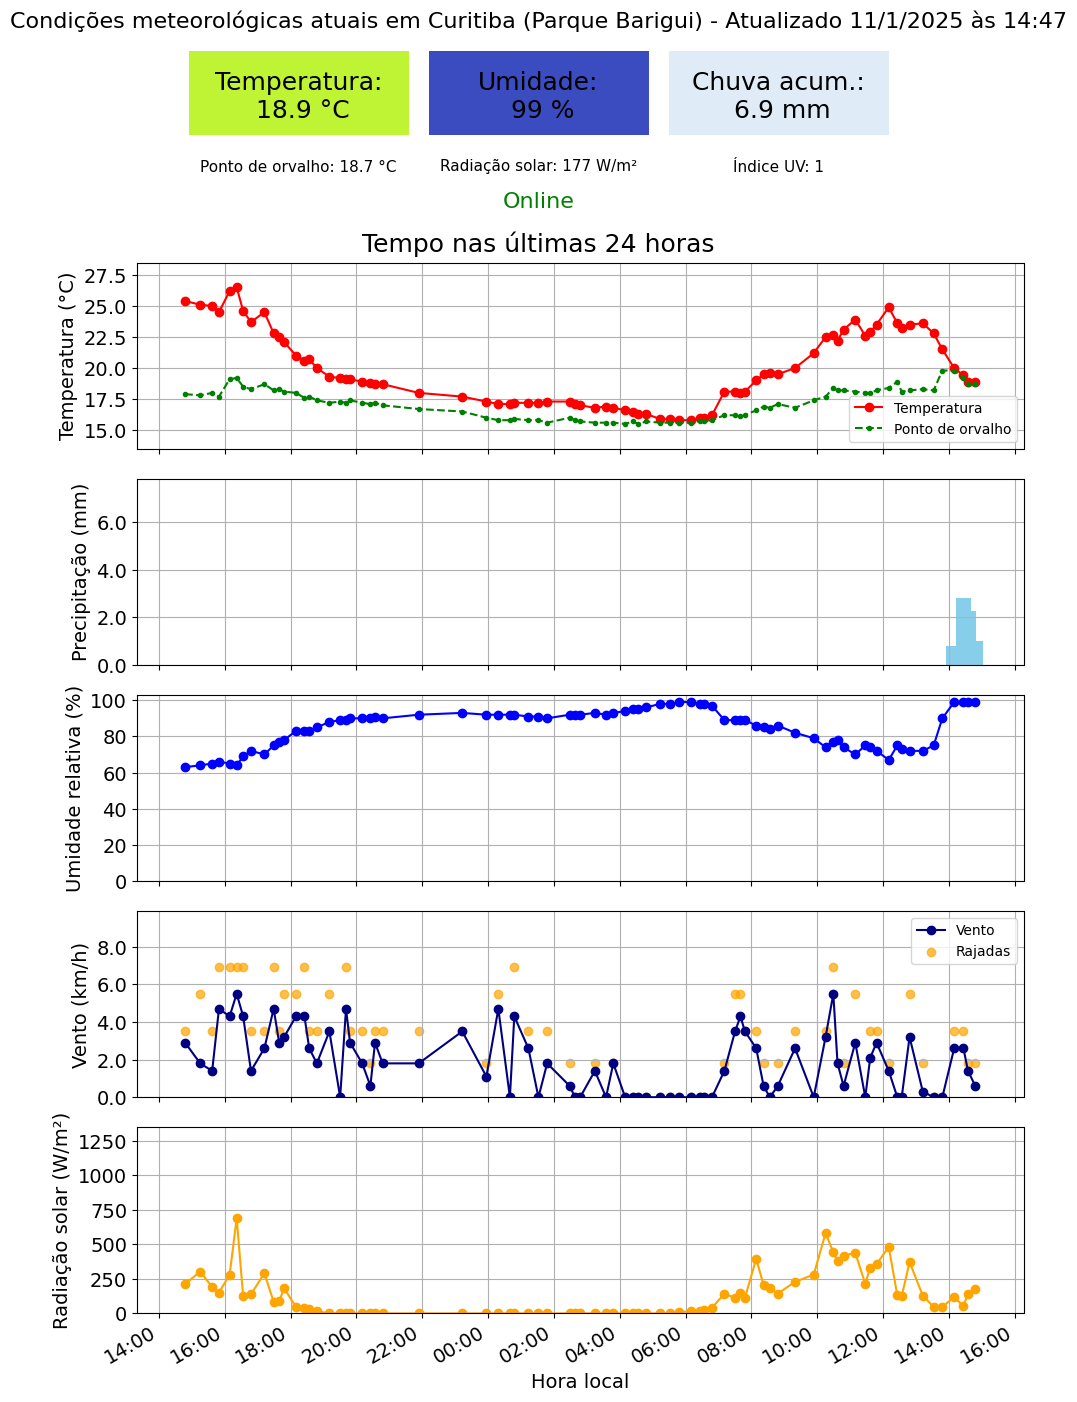 Condições meteorológicas atuais em Curitiba (Parque Barigui) - Atualizado 11/1/2025 às 14:47
Temperatura:
18.9 °C
Umidade:
99 %
Chuva acum.:
6.9 mm
Ponto de orvalho: 18.7 °C
Radiação solar: 177 W/m²
Índice UV: 1
Online
Tempo nas últimas 24 horas
Temperatura (°C)
27.5
25.0
22.5
20.0
17.5
15.0
Temperatura
Ponto de orvalho
Precipitação (mm)
6.0
4.0
2.0
0.0
Umidade relativa (%)
100
80
60
40
20
0
Vento (km/h)
8.0
6.0
4.0
2.0
0.0
Vento
Rajadas
Radiação solar (W/m²)
1250
1000
750
500
250
0
14:00
16:00
18:00
20:00
22:00
00:00
02:00
04:00
06:00
08:00
10:00
12:00
14:00
16:00
Hora local